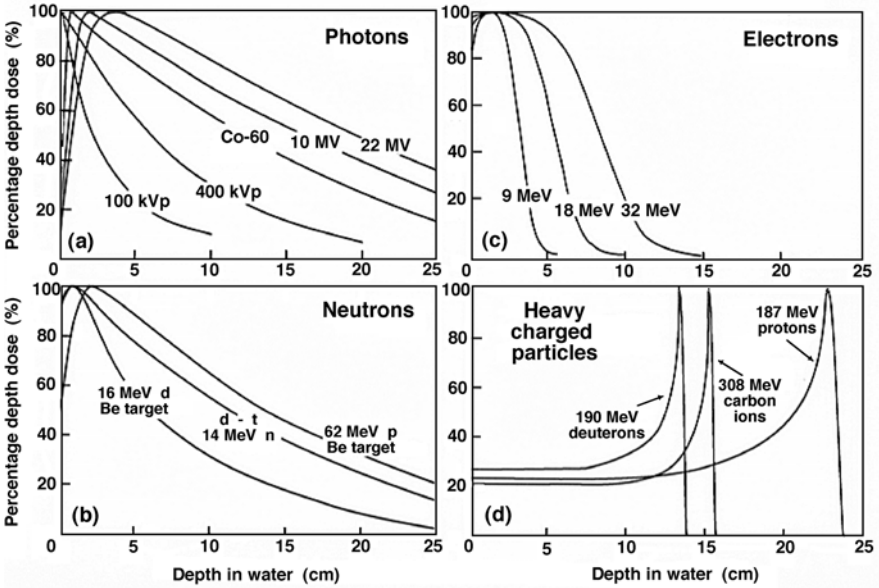 Percentage depth dose (%)
100
80
60
40
20
Photons
Co-60
10 MV
22 MV
400 kVp
100 kVp
(a)
0
5
10
15
20
25
100
80
60
40
20
Electrons
9 MeV
18 MeV
32 MeV
(c)
0
5
10
15
20
25
Percentage depth dose (%)
100
80
60
40
20
Neutrons
16 MeV d
Be target
d - t
14 MeV n
62 MeV p
Be target
(b)
0
5
10
15
20
25
Depth in water (cm)
100
80
60
40
20
Heavy
charged
particles
187 MeV
protons
308 MeV
carbon
ions
190 MeV
deuterons
(d)
0
5
10
15
20
25
Depth in water (cm)